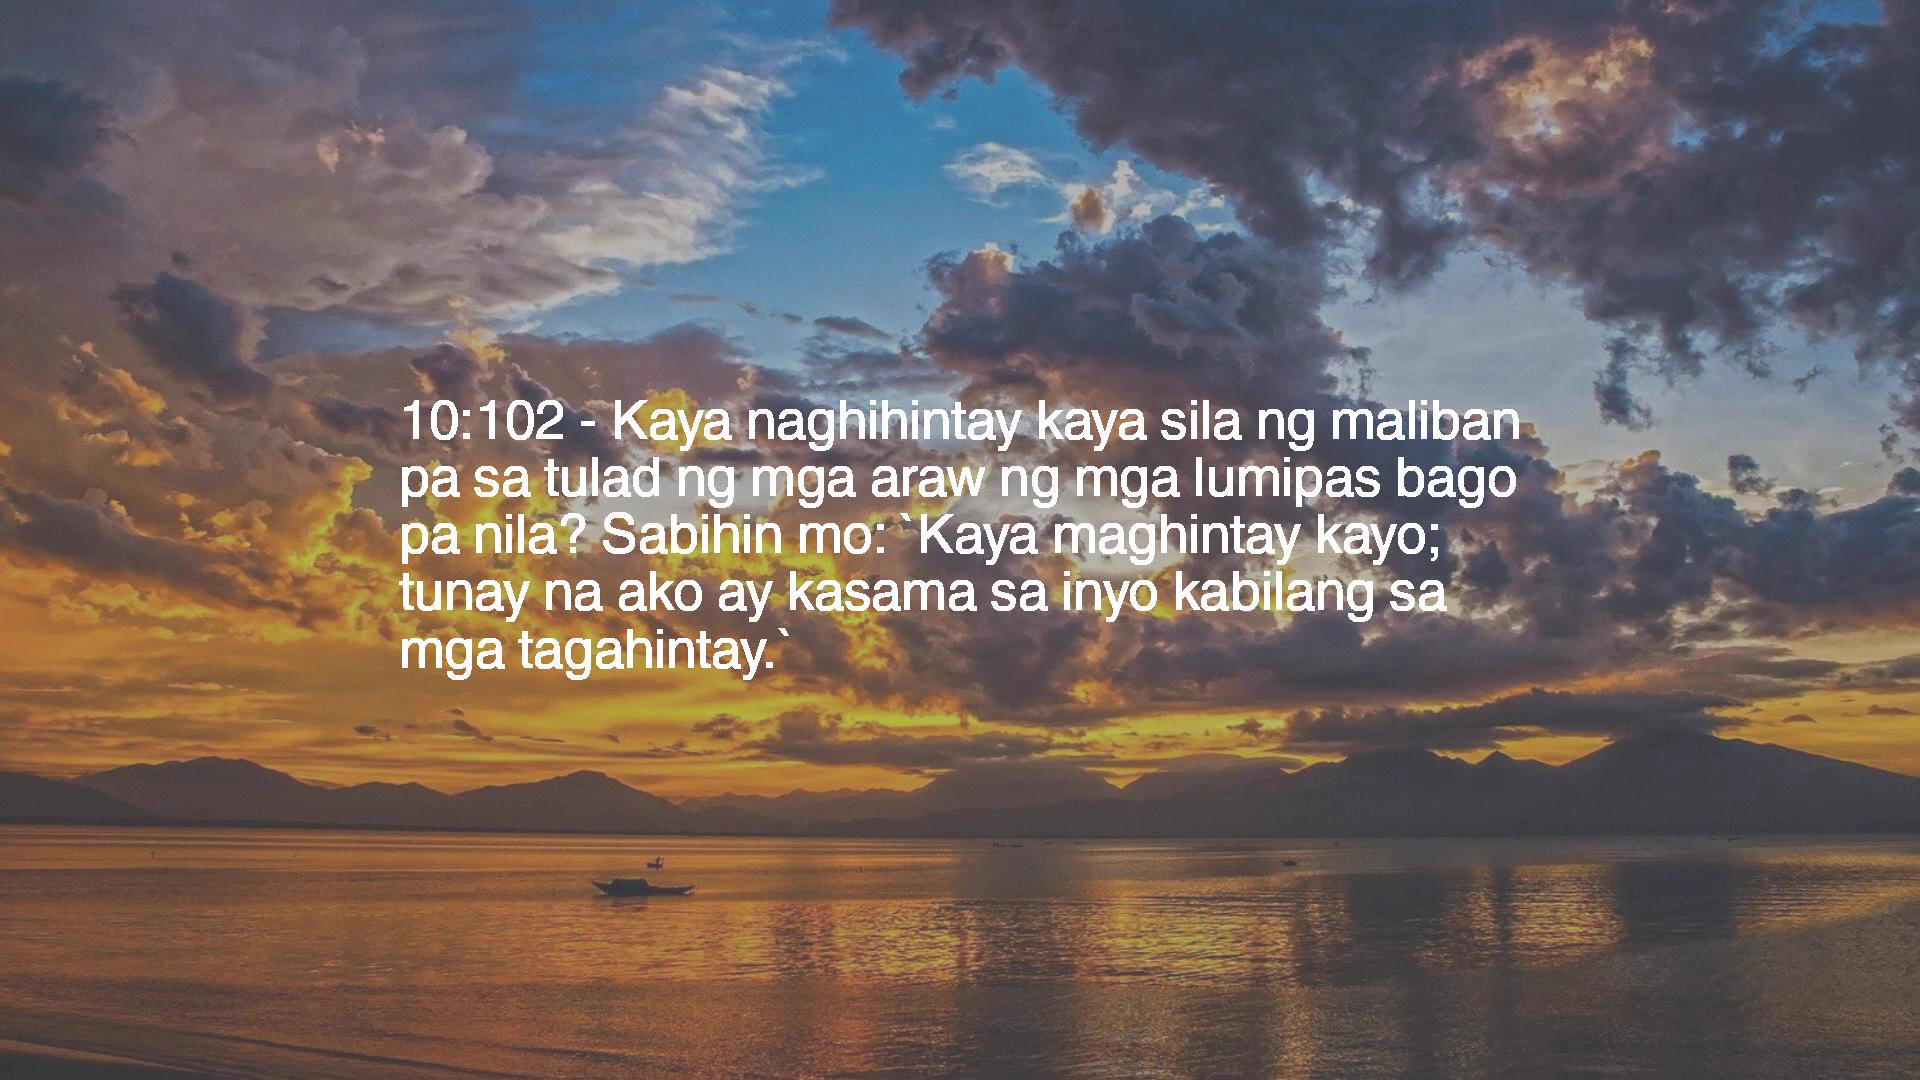 10:102 - Kaya naghihintay kaya sila ng maliban
pa sa tulad ng mga araw ng mga lumipas bago
pa nila? Sabihin mo: `Kaya maghintay kayo;
tunay na ako ay kasama sa inyo kabilang sa
mga tagahintay.`